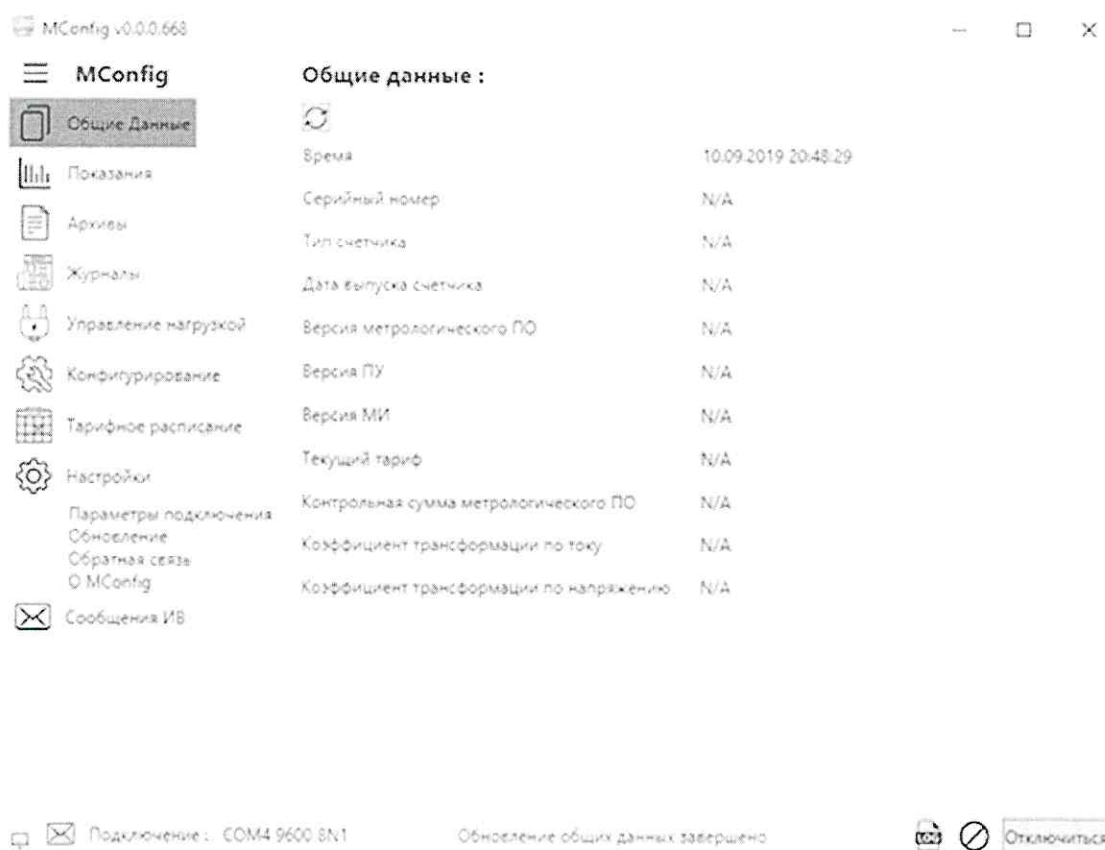 MConfig v0.0.0.668
MConfig
Общие Данные
Показания
Архивы
Журналы
Управление нагрузкой
Конфигурирование
Тарифное расписание
Настройки
Параметры подключения
Обновление
Обратная связь
О MConfig
Сообщения ИВ
Общие данные :
Время 10.09.2019 20:48:29
Серийный номер N/A
Тип счетчика N/A
Дата выпуска счетчика N/A
Версия метрологического ПО N/A
Версия ПУ N/A
Версия МИ N/A
Текущий тариф N/A
Контрольная сумма метрологического ПО N/A
Коэффициент трансформации по току N/A
Коэффициент трансформации по напряжению N/A
Подключение : COM4 9600 8N1
Обновление общих данных завершено
LOG
Отключиться